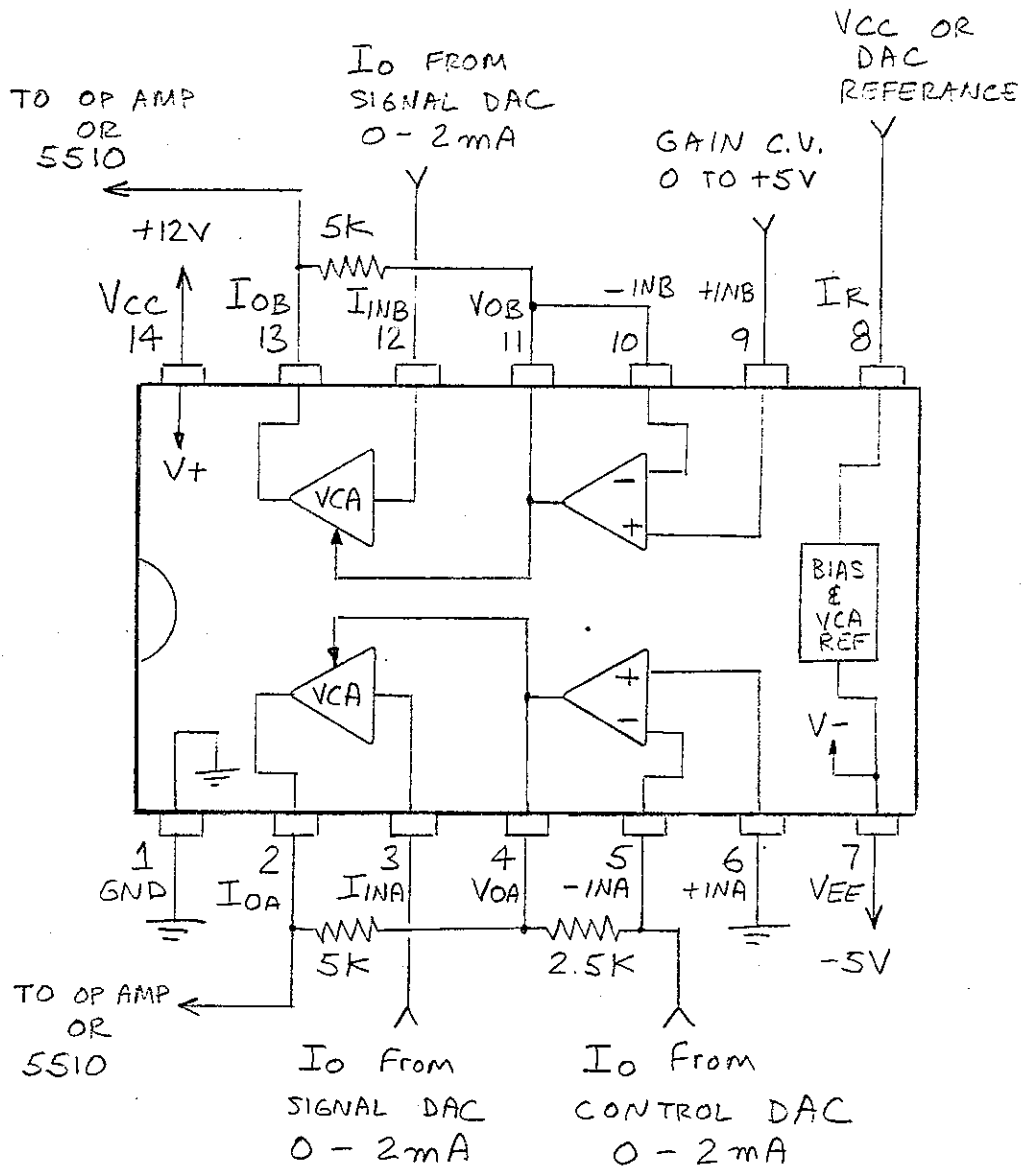 VCC OR
DAC
REFERANCE
IO FROM
SIGNAL DAC
0 - 2mA
TO OP AMP
OR
5510
GAIN C.V.
0 TO +5V
+12V
5K
VCC
14
IOB
13
IINB
12
VOB
11
-INB
10
+INB
9
IR
8
V+
VCA
-
+
BIAS
&
VCA
REF
VCA
+
-
V-
1
GND
2
IOA
3
IINA
4
VOA
5
-INA
6
+INA
7
VEE
5K
2.5K
-5V
TO OP AMP
OR
5510
IO From
SIGNAL DAC
0 - 2mA
IO From
CONTROL DAC
0 - 2mA